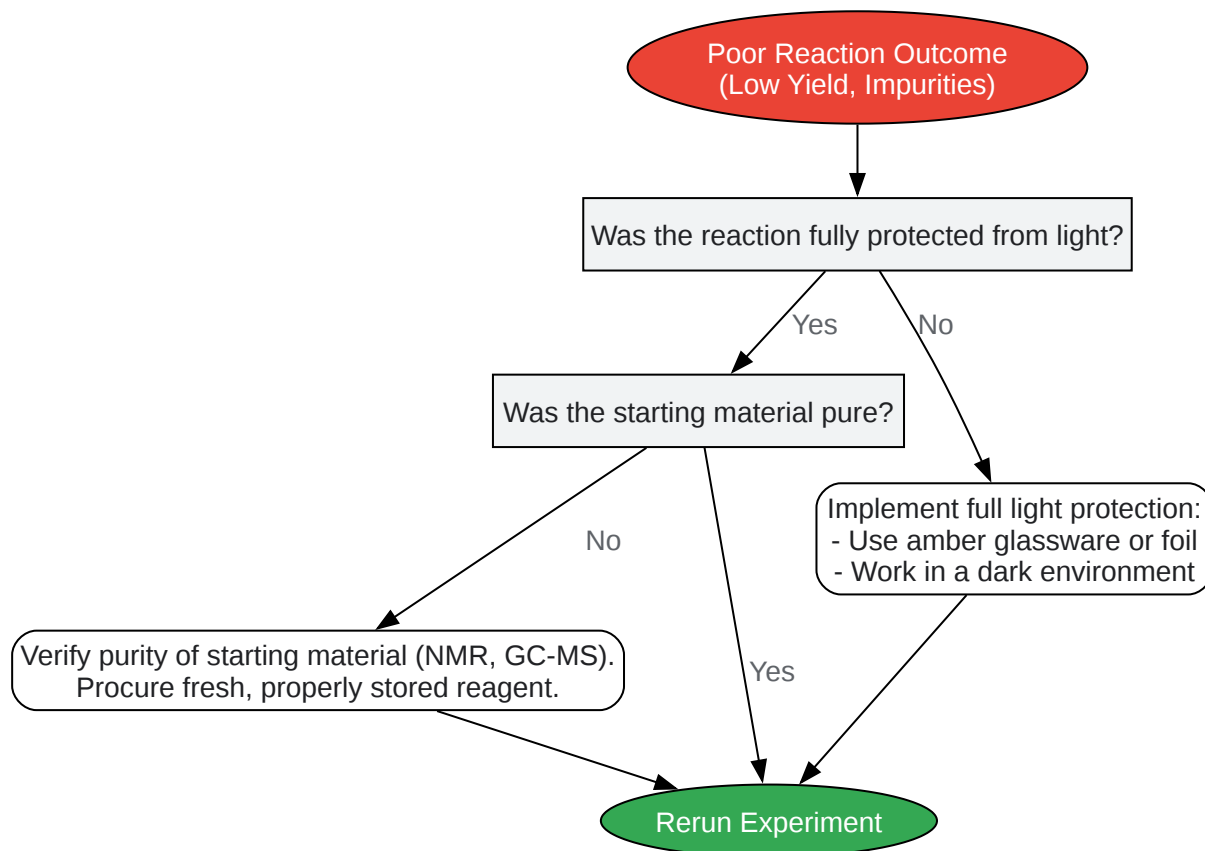 Poor Reaction Outcome
(Low Yield, Impurities)
Was the reaction fully protected from light?
Yes
No
Was the starting material pure?
Implement full light protection:
- Use amber glassware or foil
- Work in a dark environment
No
Yes
Verify purity of starting material (NMR, GC-MS).
Procure fresh, properly stored reagent.
Rerun Experiment